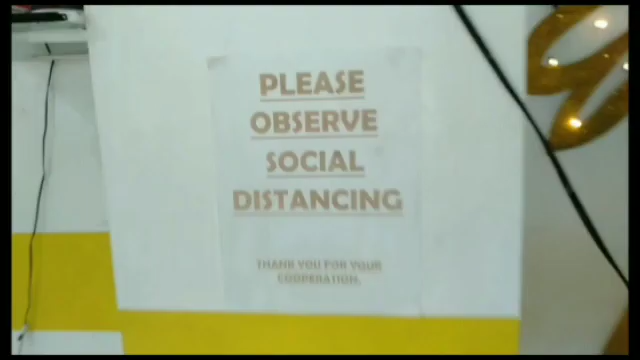 PLEASE
OBSERVE
SOCIAL
DISTANCING
THANK YOU FOR YOUR
COOPERATION.